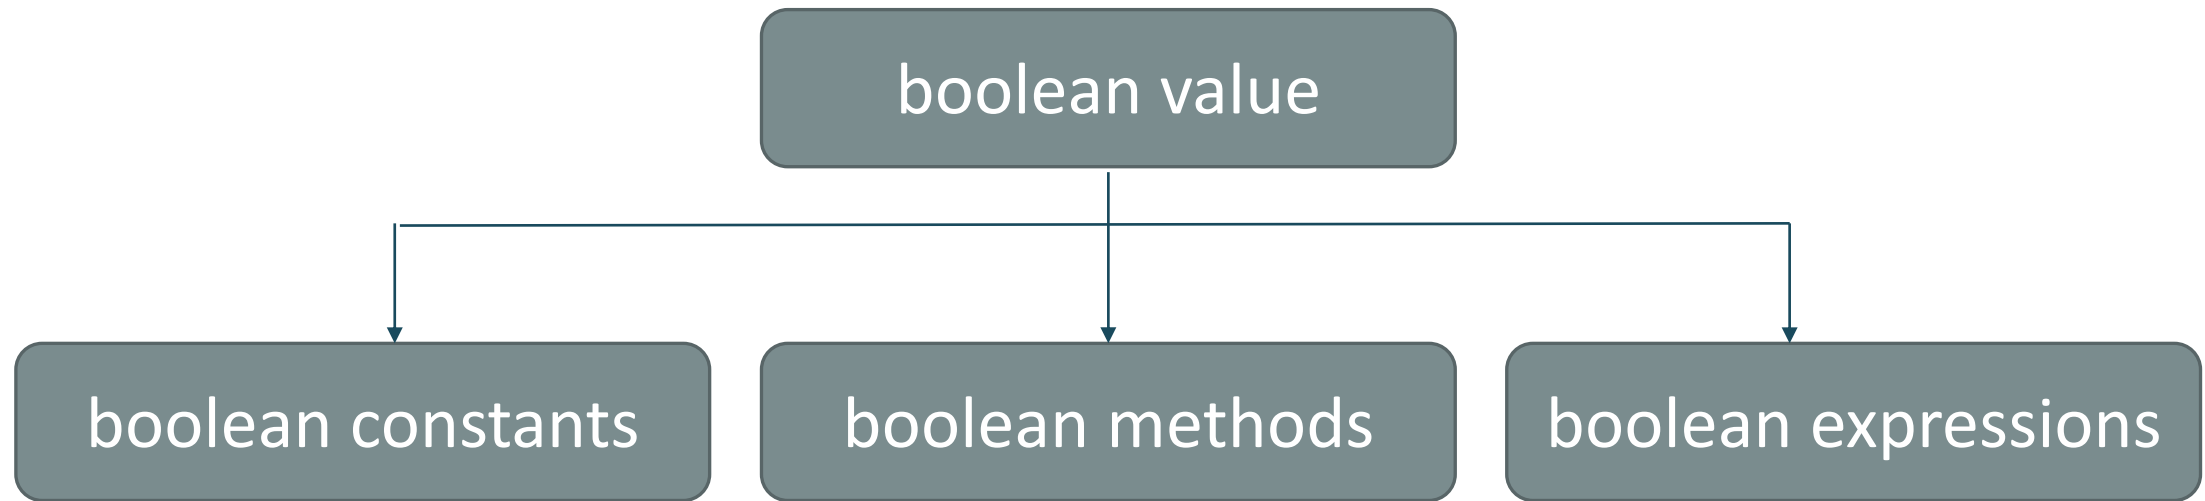 boolean value
boolean constants
boolean methods
boolean expressions